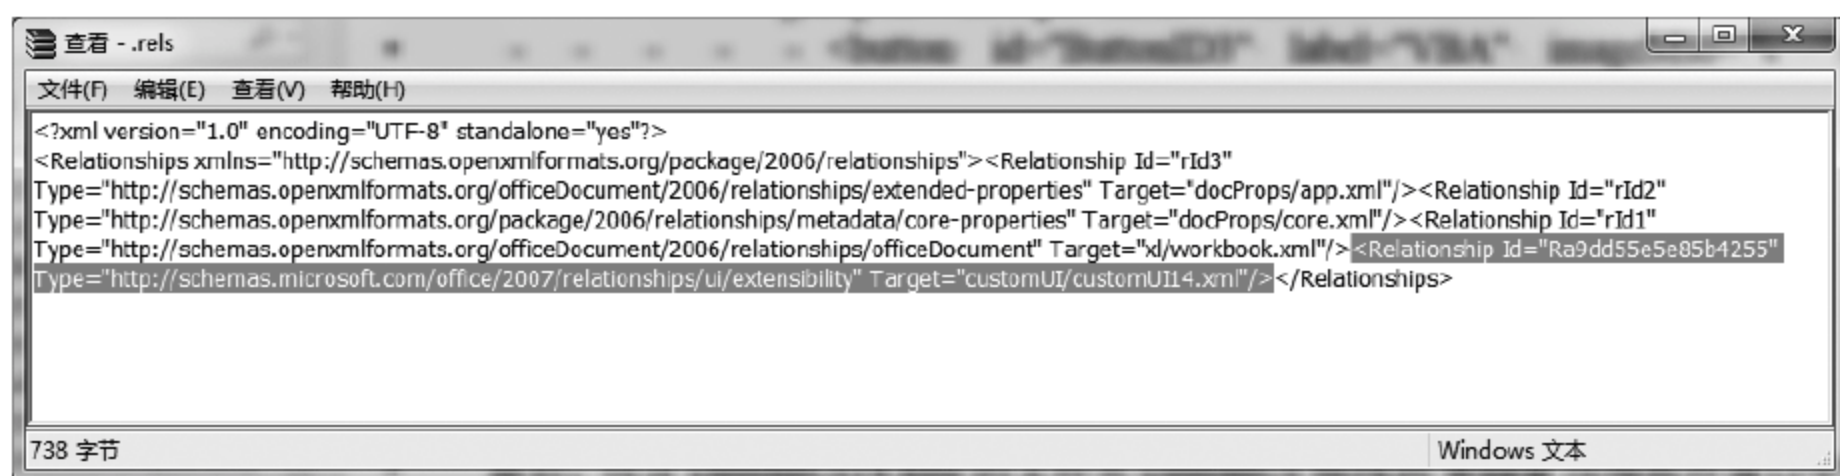 查看 - .rels
文件(F) 编辑(E) 查看(V) 帮助(H)
<?xml version="1.0" encoding="UTF-8" standalone="yes"?>
<Relationships xmlns="http://schemas.openxmlformats.org/package/2006/relationships"><Relationship Id="rId3"
Type="http://schemas.openxmlformats.org/officeDocument/2006/relationships/extended-properties" Target="docProps/app.xml"/><Relationship Id="rId2"
Type="http://schemas.openxmlformats.org/package/2006/relationships/metadata/core-properties" Target="docProps/core.xml"/><Relationship Id="rId1"
Type="http://schemas.openxmlformats.org/officeDocument/2006/relationships/officeDocument" Target="xl/workbook.xml"/><Relationship Id="Ra9dd55e5e85b4255"
Type="http://schemas.microsoft.com/office/2007/relationships/ui/extensibility" Target="customUI/customUI14.xml"/></Relationships>
738 字节 Windows 文本